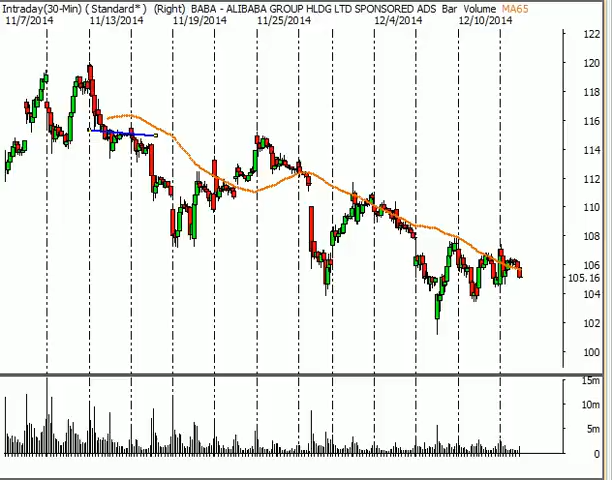 Intraday(30-Min) ( Standard* ) (Right) BABA - ALIBABA GROUP HLDG LTD SPONSORED ADS Bar Volume MA65
11/7/2014 11/13/2014 11/19/2014 11/25/2014 12/4/2014 12/10/2014
122
120
118
116
114
112
110
108
106
105.16
104
102
100
15m
10m
5m
0